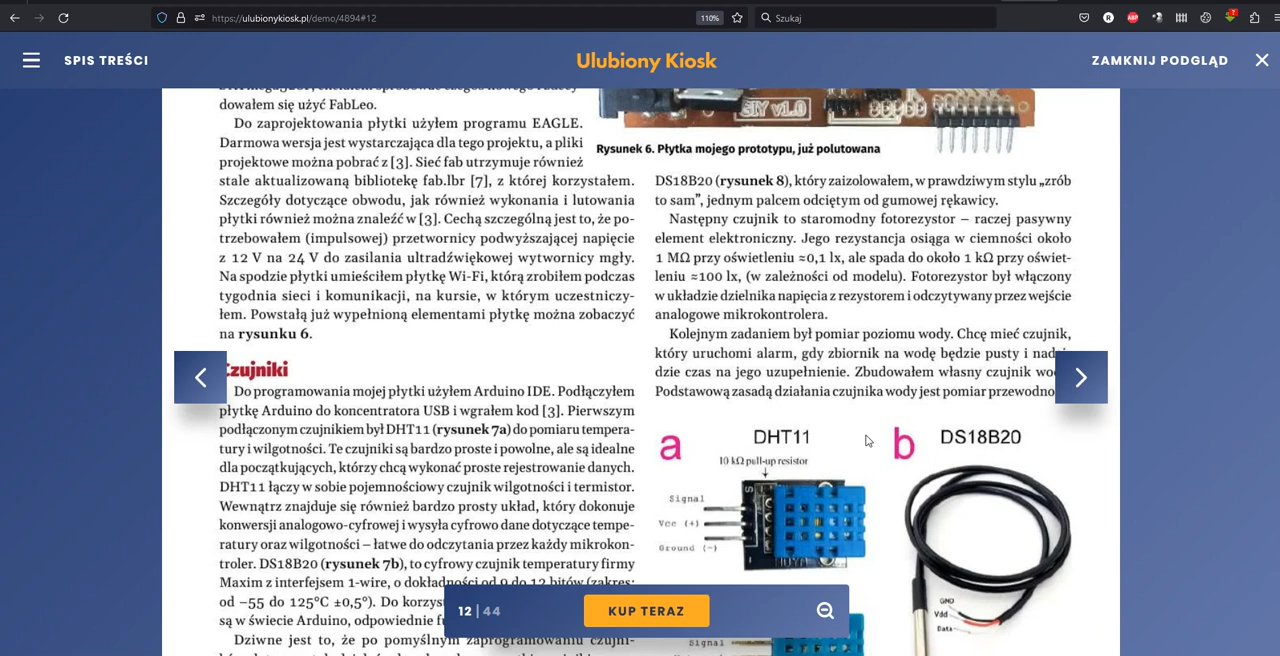 https://ulubionykiosk.pl/demo/4894#12
110%
Szukaj
SPIS TREŚCI
Ulubiony Kiosk
ZAMKNIJ PODGLĄD
dowałem się użyć FabLeo.
Do zaprojektowania płytki użyłem programu EAGLE.
Darmowa wersja jest wystarczająca dla tego projektu, a pliki
projektowe można pobrać z [3]. Sieć fab utrzymuje również
stale aktualizowaną bibliotekę fab.lbr [7], z której korzystałem.
Szczegóły dotyczące obwodu, jak również wykonania i lutowania
płytki również można znaleźć w [3]. Cechą szczególną jest to, że po-
trzebowałem (impulsowej) przetwornicy podwyższającej napięcie
z 12 V na 24 V do zasilania ultradźwiękowej wytwornicy mgły.
Na spodzie płytki umieściłem płytkę Wi-Fi, którą zrobiłem podczas
tygodnia sieci i komunikacji, na kursie, w którym uczestniczy-
łem. Powstałą już wypełnioną elementami płytkę można zobaczyć
na rysunku 6.
Czujniki
Do programowania mojej płytki użyłem Arduino IDE. Podłączyłem
płytkę Arduino do koncentratora USB i wgrałem kod [3]. Pierwszym
podłączonym czujnikiem był DHT11 (rysunek 7a) do pomiaru tempera-
tury i wilgotności. Te czujniki są bardzo proste i powolne, ale są idealne
dla początkujących, którzy chcą wykonać proste rejestrowanie danych.
DHT11 łączy w sobie pojemnościowy czujnik wilgotności i termistor.
Wewnątrz znajduje się również bardzo prosty układ, który dokonuje
konwersji analogowo-cyfrowej i wysyła cyfrowo dane dotyczące tempe-
ratury oraz wilgotności – łatwe do odczytania przez każdy mikrokon-
troler. DS18B20 (rysunek 7b), to cyfrowy czujnik temperatury firmy
Maxim z interfejsem 1-wire, o dokładności od 9 do 12 bitów (zakres:
od −55 do 125°C ±0,5°). Do korzys
są w świecie Arduino, odpowiednie f
Dziwne jest to, że po pomyślnym zaprogramowaniu czujni-
SIY v1.0
Rysunek 6. Płytka mojego prototypu, już polutowana
DS18B20 (rysunek 8), który zaizolowałem, w prawdziwym stylu „zrób
to sam”, jednym palcem odciętym od gumowej rękawicy.
Następny czujnik to staromodny fotorezystor – raczej pasywny
element elektroniczny. Jego rezystancja osiąga w ciemności około
1 MΩ przy oświetleniu ≈0,1 lx, ale spada do około 1 kΩ przy oświet-
leniu ≈100 lx, (w zależności od modelu). Fotorezystor był włączony
w układzie dzielnika napięcia z rezystorem i odczytywany przez wejście
analogowe mikrokontrolera.
Kolejnym zadaniem był pomiar poziomu wody. Chcę mieć czujnik,
który uruchomi alarm, gdy zbiornik na wodę będzie pusty i nad
dzie czas na jego uzupełnienie. Zbudowałem własny czujnik wo
Podstawową zasadą działania czujnika wody jest pomiar przewodno
a
DHT11
10 kΩ pull-up resistor
Signal
Vcc (+)
Ground (-)
S
b
DS18B20
GND
Vdd
Data
Signal
12 | 44
KUP TERAZ